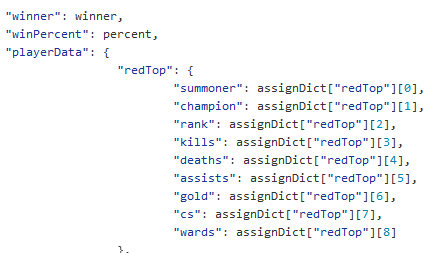 "winner": winner,
"winPercent": percent,
"playerData": {
"redTop": {
"summoner": assignDict["redTop"][0],
"champion": assignDict["redTop"][1],
"rank": assignDict["redTop"][2],
"kills": assignDict["redTop"][3],
"deaths": assignDict["redTop"][4],
"assists": assignDict["redTop"][5],
"gold": assignDict["redTop"][6],
"cs": assignDict["redTop"][7],
"wards": assignDict["redTop"][8]
},